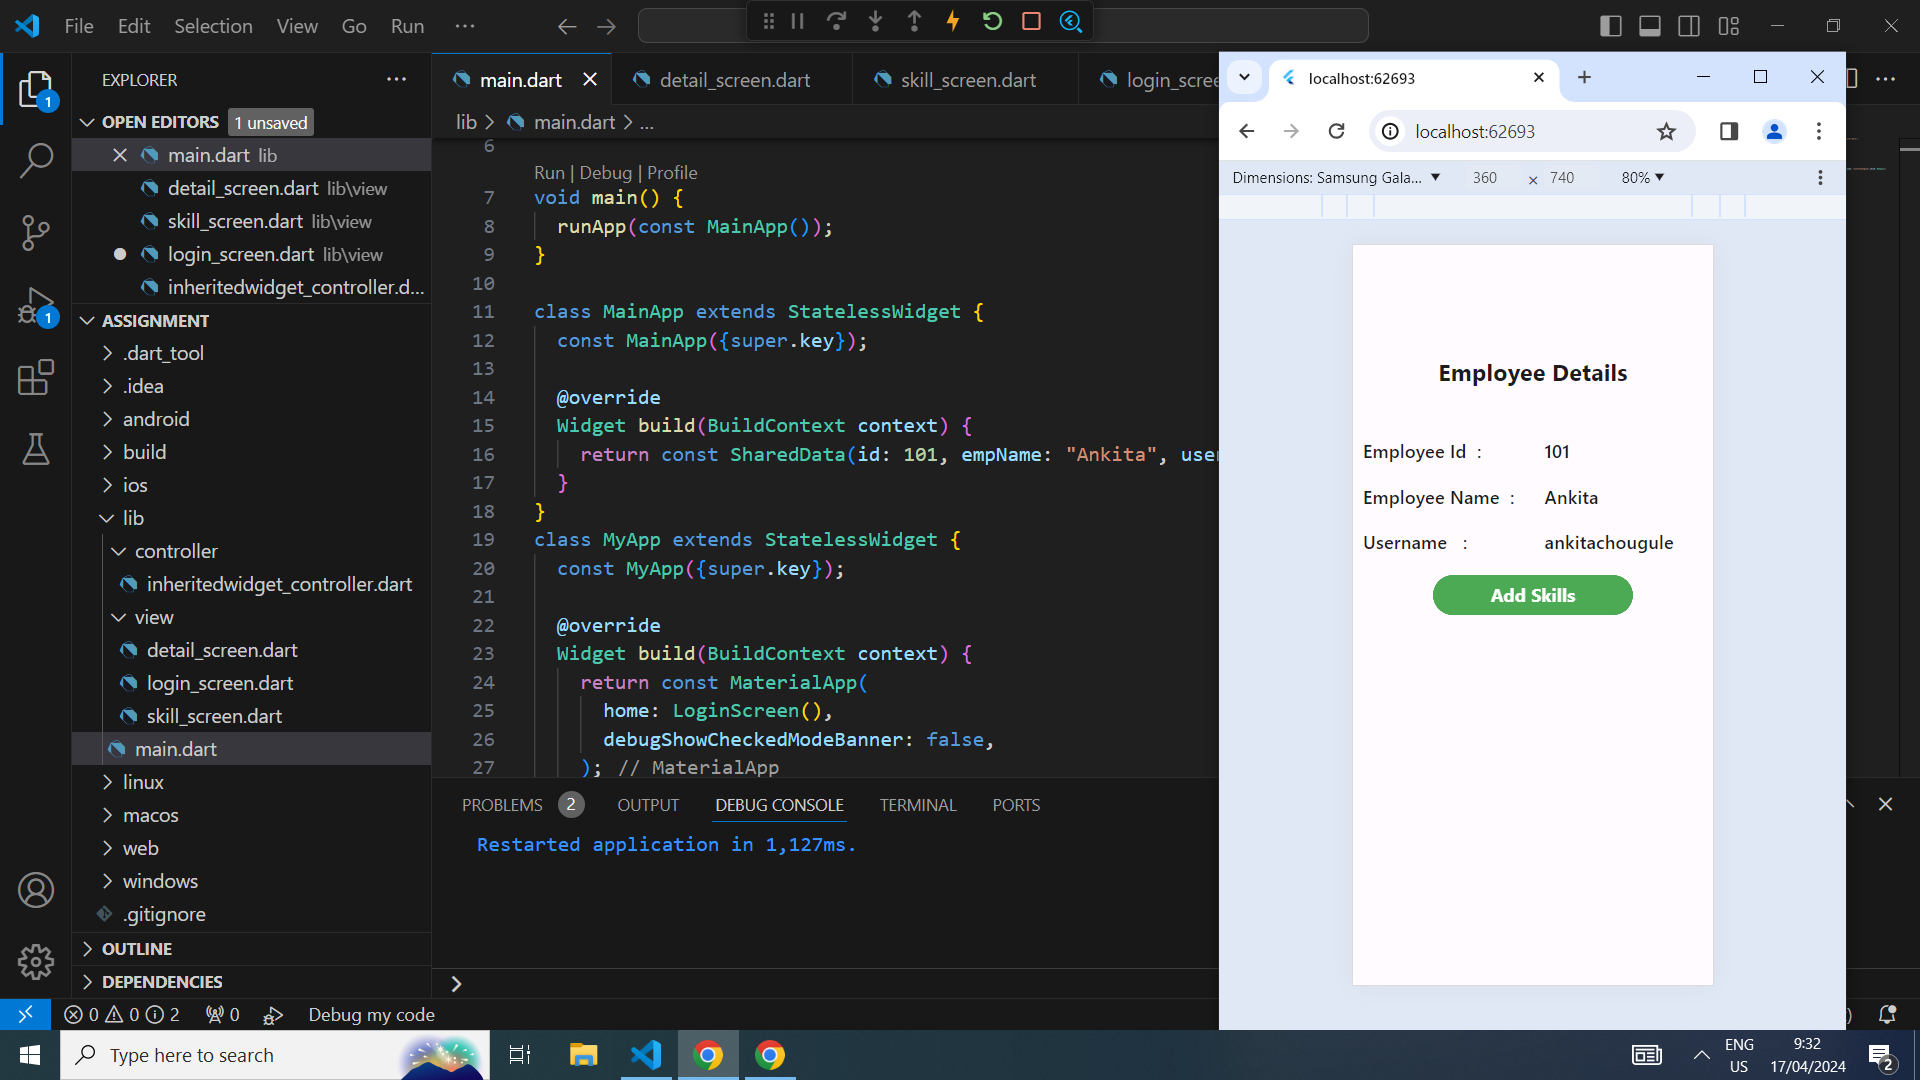 File Edit Selection View Go Run ...
EXPLORER
OPEN EDITORS 1 unsaved
main.dart lib
detail_screen.dart lib\view
skill_screen.dart lib\view
login_screen.dart lib\view
inheritedwidget_controller.d...
ASSIGNMENT
.dart_tool
.idea
android
build
ios
lib
controller
inheritedwidget_controller.dart
view
detail_screen.dart
login_screen.dart
skill_screen.dart
main.dart
linux
macos
web
windows
.gitignore
OUTLINE
DEPENDENCIES
1
1
main.dart detail_screen.dart skill_screen.dart login_scree
lib > main.dart > ...
6
Run | Debug | Profile
7 void main() {
8 runApp(const MainApp());
9 }
10
11 class MainApp extends StatelessWidget {
12 const MainApp({super.key});
13
14 @override
15 Widget build(BuildContext context) {
16 return const SharedData(id: 101, empName: "Ankita", user
17 }
18 }
19 class MyApp extends StatelessWidget {
20 const MyApp({super.key});
21
22 @override
23 Widget build(BuildContext context) {
24 return const MaterialApp(
25 home: LoginScreen(),
26 debugShowCheckedModeBanner: false,
27 ); // MaterialApp
PROBLEMS 2 OUTPUT DEBUG CONSOLE TERMINAL PORTS
Restarted application in 1,127ms.
>
0 0 2 0 Debug my code
localhost:62693
localhost:62693
Dimensions: Samsung Gala... 360 × 740 80%
Employee Details
Employee Id : 101
Employee Name : Ankita
Username : ankitachougule
Add Skills
Type here to search
ENG
US
9:32
17/04/2024
2